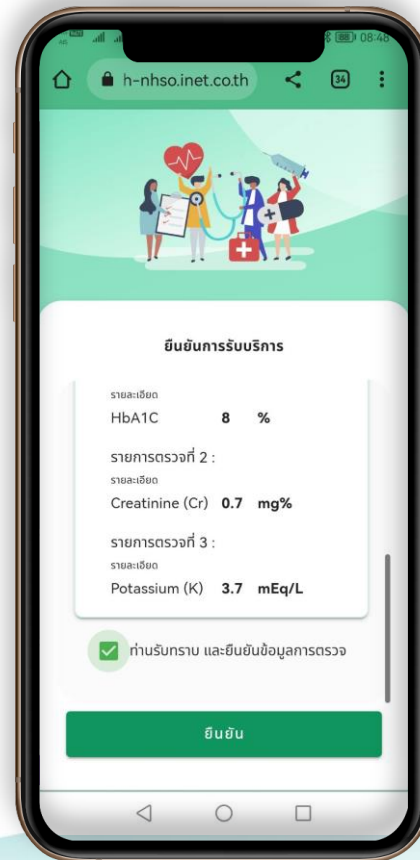 88
08:48
h-nhso.inet.co.th
34
ยืนยันการรับบริการ
รายละเอียด
HbA1C 8 %
รายการตรวจที่ 2 :
รายละเอียด
Creatinine (Cr) 0.7 mg%
รายการตรวจที่ 3 :
รายละเอียด
Potassium (K) 3.7 mEq/L
ท่านรับทราบ และยืนยันข้อมูลการตรวจ
ยืนยัน